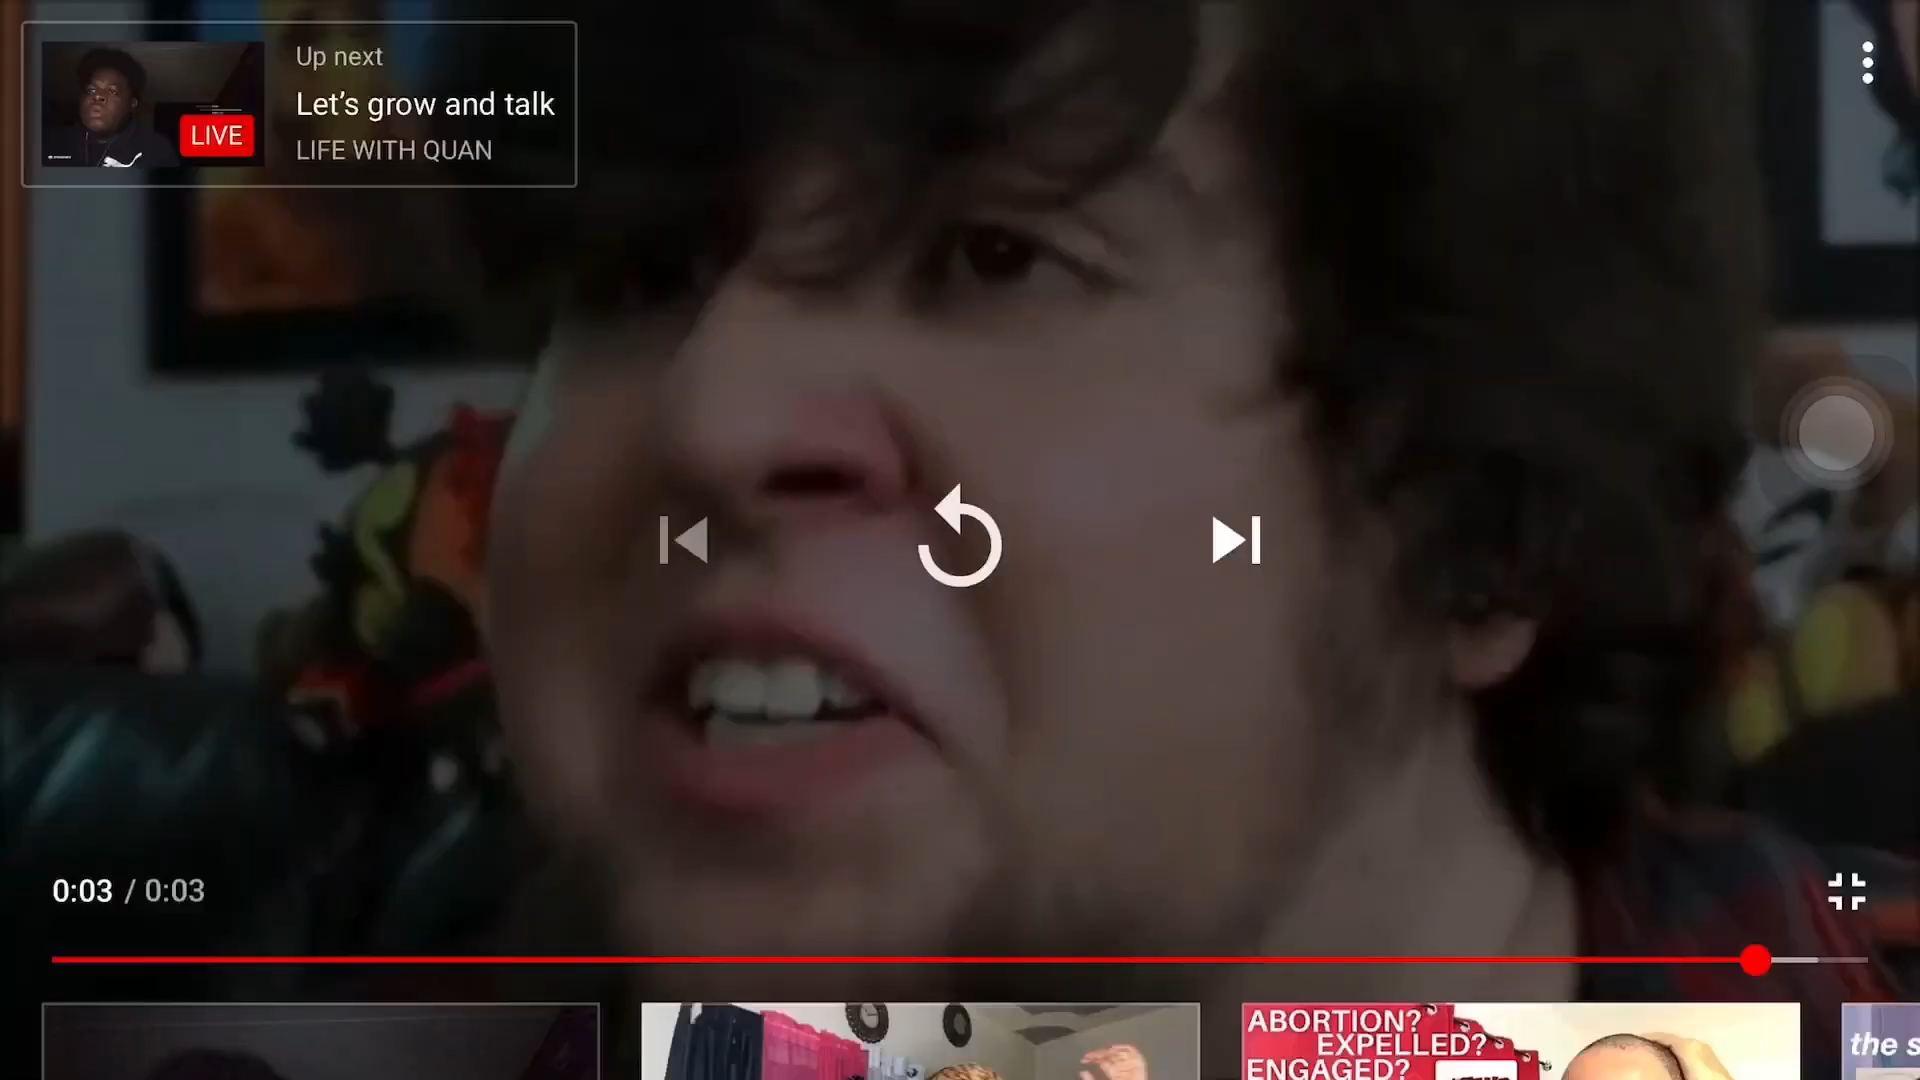 Up next
Let’s grow and talk
LIVE
LIFE WITH QUAN
0:03 / 0:03
ABORTION?
EXPELLED?
ENGAGED?
the s